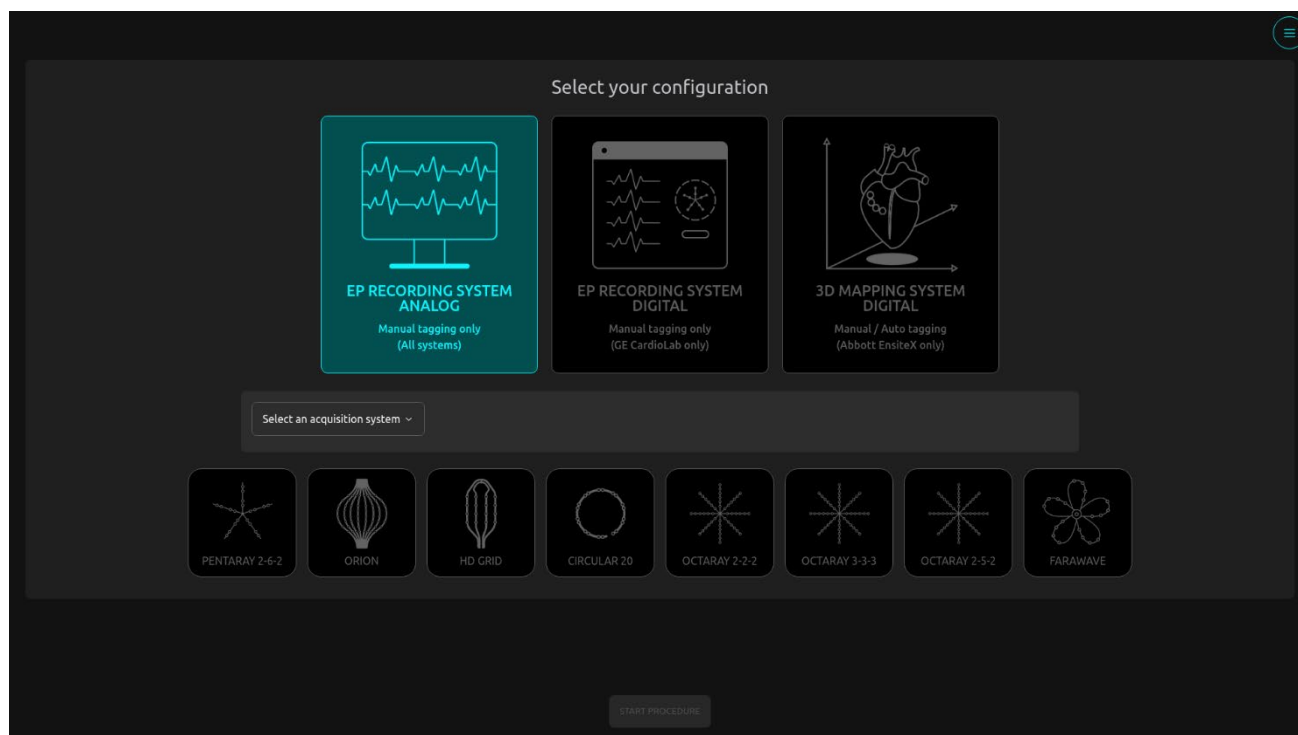 Select your configuration
EP RECORDING SYSTEM
ANALOG
Manual tagging only
(All systems)
EP RECORDING SYSTEM
DIGITAL
Manual tagging only
(GE CardioLab only)
3D MAPPING SYSTEM
DIGITAL
Manual / Auto tagging
(Abbott EnsiteX only)
Select an acquisition system
PENTARAY 2-6-2
ORION
HD GRID
CIRCULAR 20
OCTARAY 2-2-2
OCTARAY 3-3-3
OCTARAY 2-5-2
FARAWAVE
START PROCEDURE